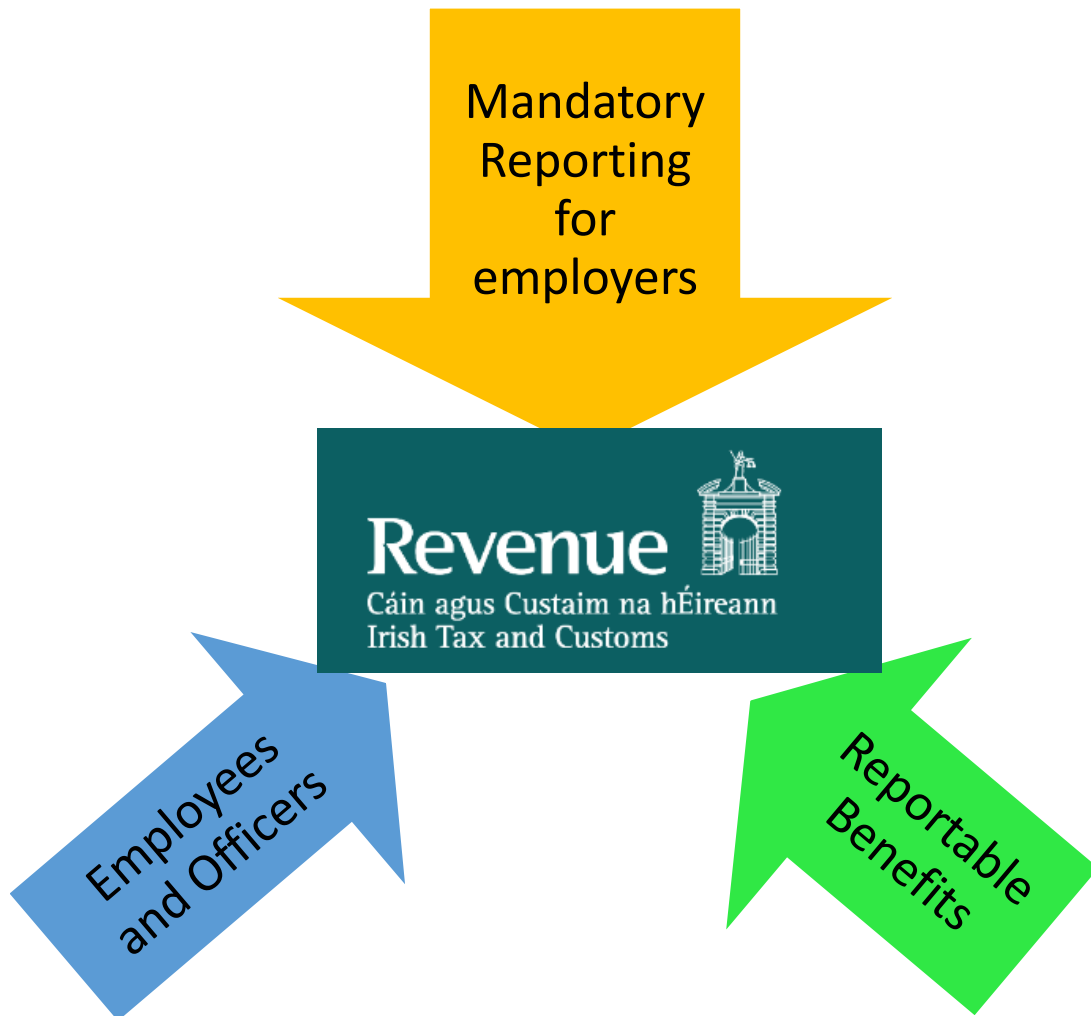 Mandatory
Reporting
for
employers
Revenue
Cáin agus Custaim na hÉireann
Irish Tax and Customs
Employees
and Officers
Reportable
Benefits